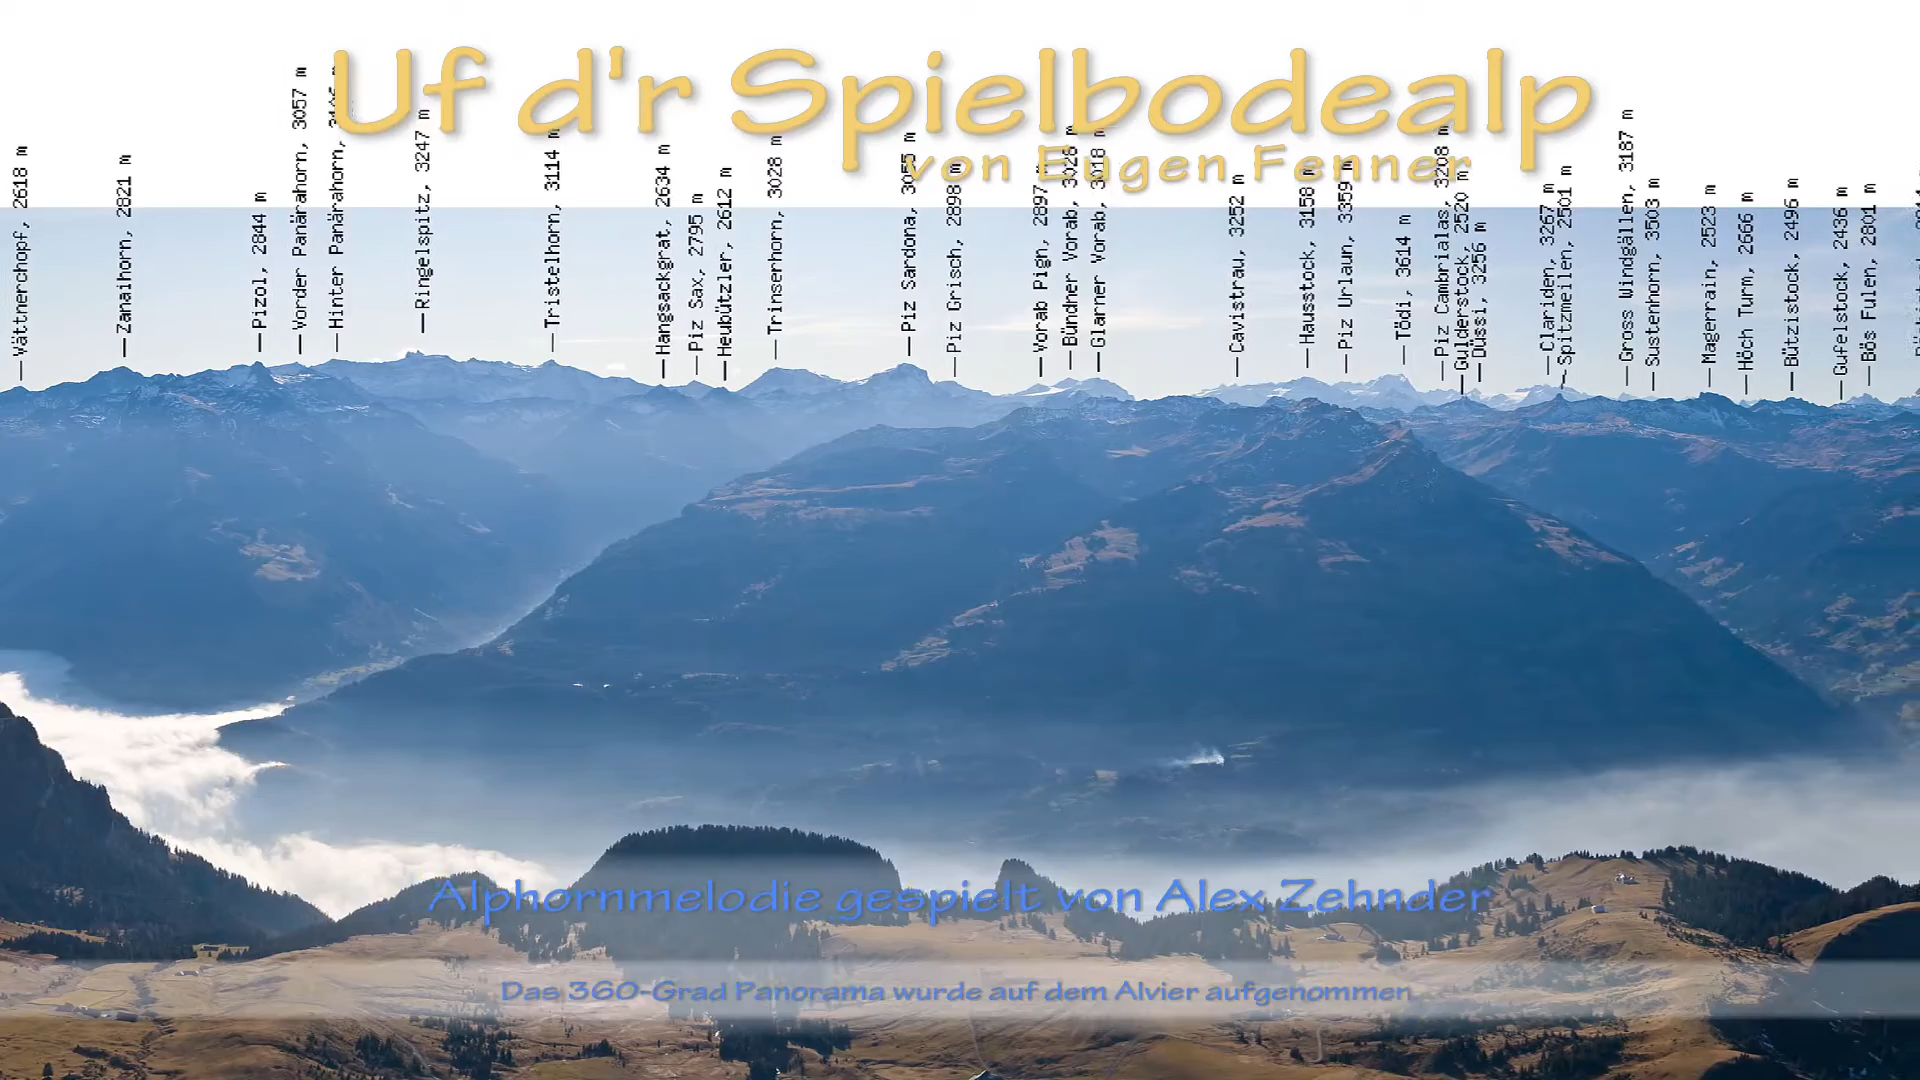 Uf d'r Spielbodealp
von Eugen Fenner
Wättnerchopf, 2618 m
Zanaihorn, 2821 m
Pizol, 2844 m
Vorder Panärahorn, 3057 m
Hinter Panärahorn, m
Ringelspitz, 3247 m
Tristelhorn, 3114 m
Hangsackgrat, 2634 m
Piz Sax, 2795 m
Heubützler, 2612 m
Trinserhorn, 3028 m
Piz Sardona, 3055 m
Piz Grisch, 2898 m
Vorab Pign, 2897 m
Bündner Vorab, 3028 m
Glarner Vorab, 3018 m
Cavistrau, 3252 m
Hausstock, 3158 m
Piz Urlaun, 3359 m
Tödi, 3614 m
Piz Cambrialas, 3208 m
Gulderstock, 2520 m
Düssi, 3256 m
Clariden, 3267 m
Spitzmeilen, 2501 m
Gross Windgällen, 3187 m
Sustenhorn, 3503 m
Magerrain, 2523 m
Höch Turm, 2666 m
Bützistock, 2496 m
Gufelstock, 2436 m
Bös Fulen, 2801 m
Alphornmelodie gespielt von Alex Zehnder
Das 360-Grad Panorama wurde auf dem Alvier aufgenommen